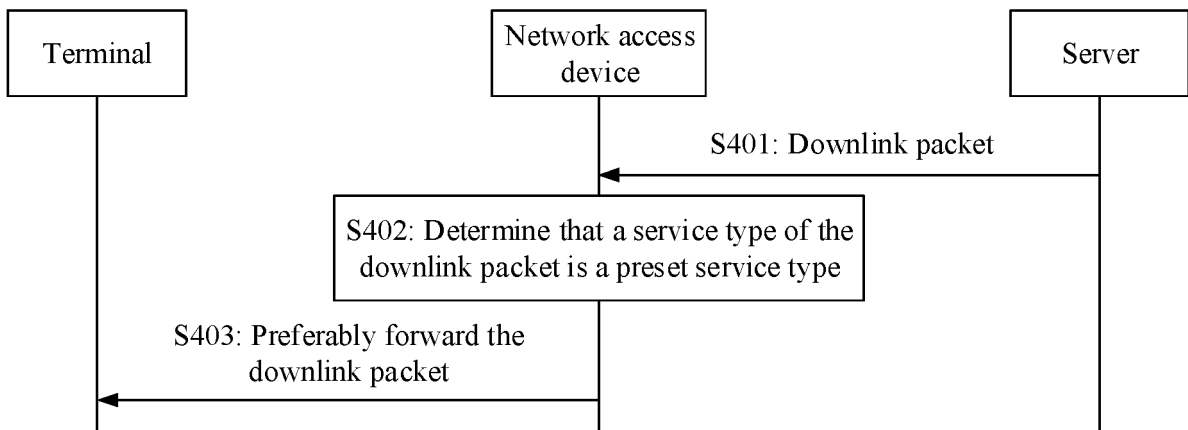 Terminal
Network access
device
Server
S401: Downlink packet
S402: Determine that a service type of the
downlink packet is a preset service type
S403: Preferably forward the
downlink packet